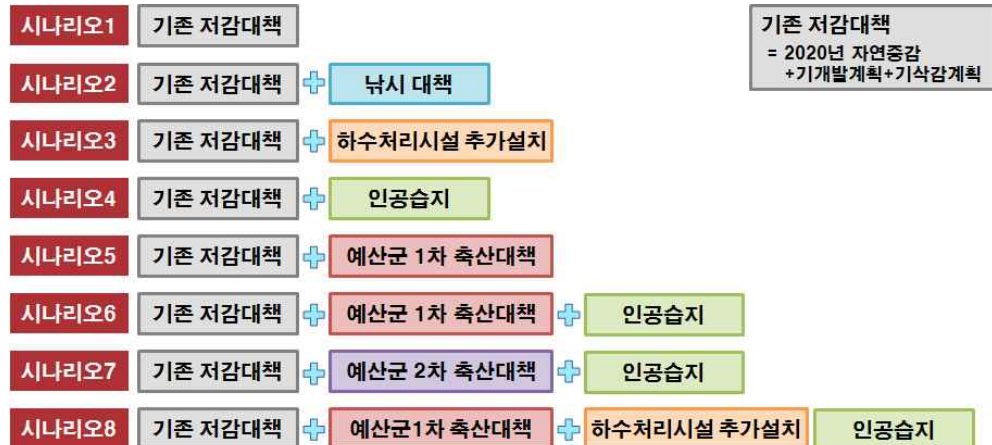 시나리오1 기존 저감대책
기존 저감대책
= 2020년 자연증감
+기개발계획+기삭감계획
시나리오2 기존 저감대책 낚시 대책
시나리오3 기존 저감대책 하수처리시설 추가설치
시나리오4 기존 저감대책 인공습지
시나리오5 기존 저감대책 예산군 1차 축산대책
시나리오6 기존 저감대책 예산군 1차 축산대책 인공습지
시나리오7 기존 저감대책 예산군 2차 축산대책 인공습지
시나리오8 기존 저감대책 예산군1차 축산대책 하수처리시설 추가설치 인공습지